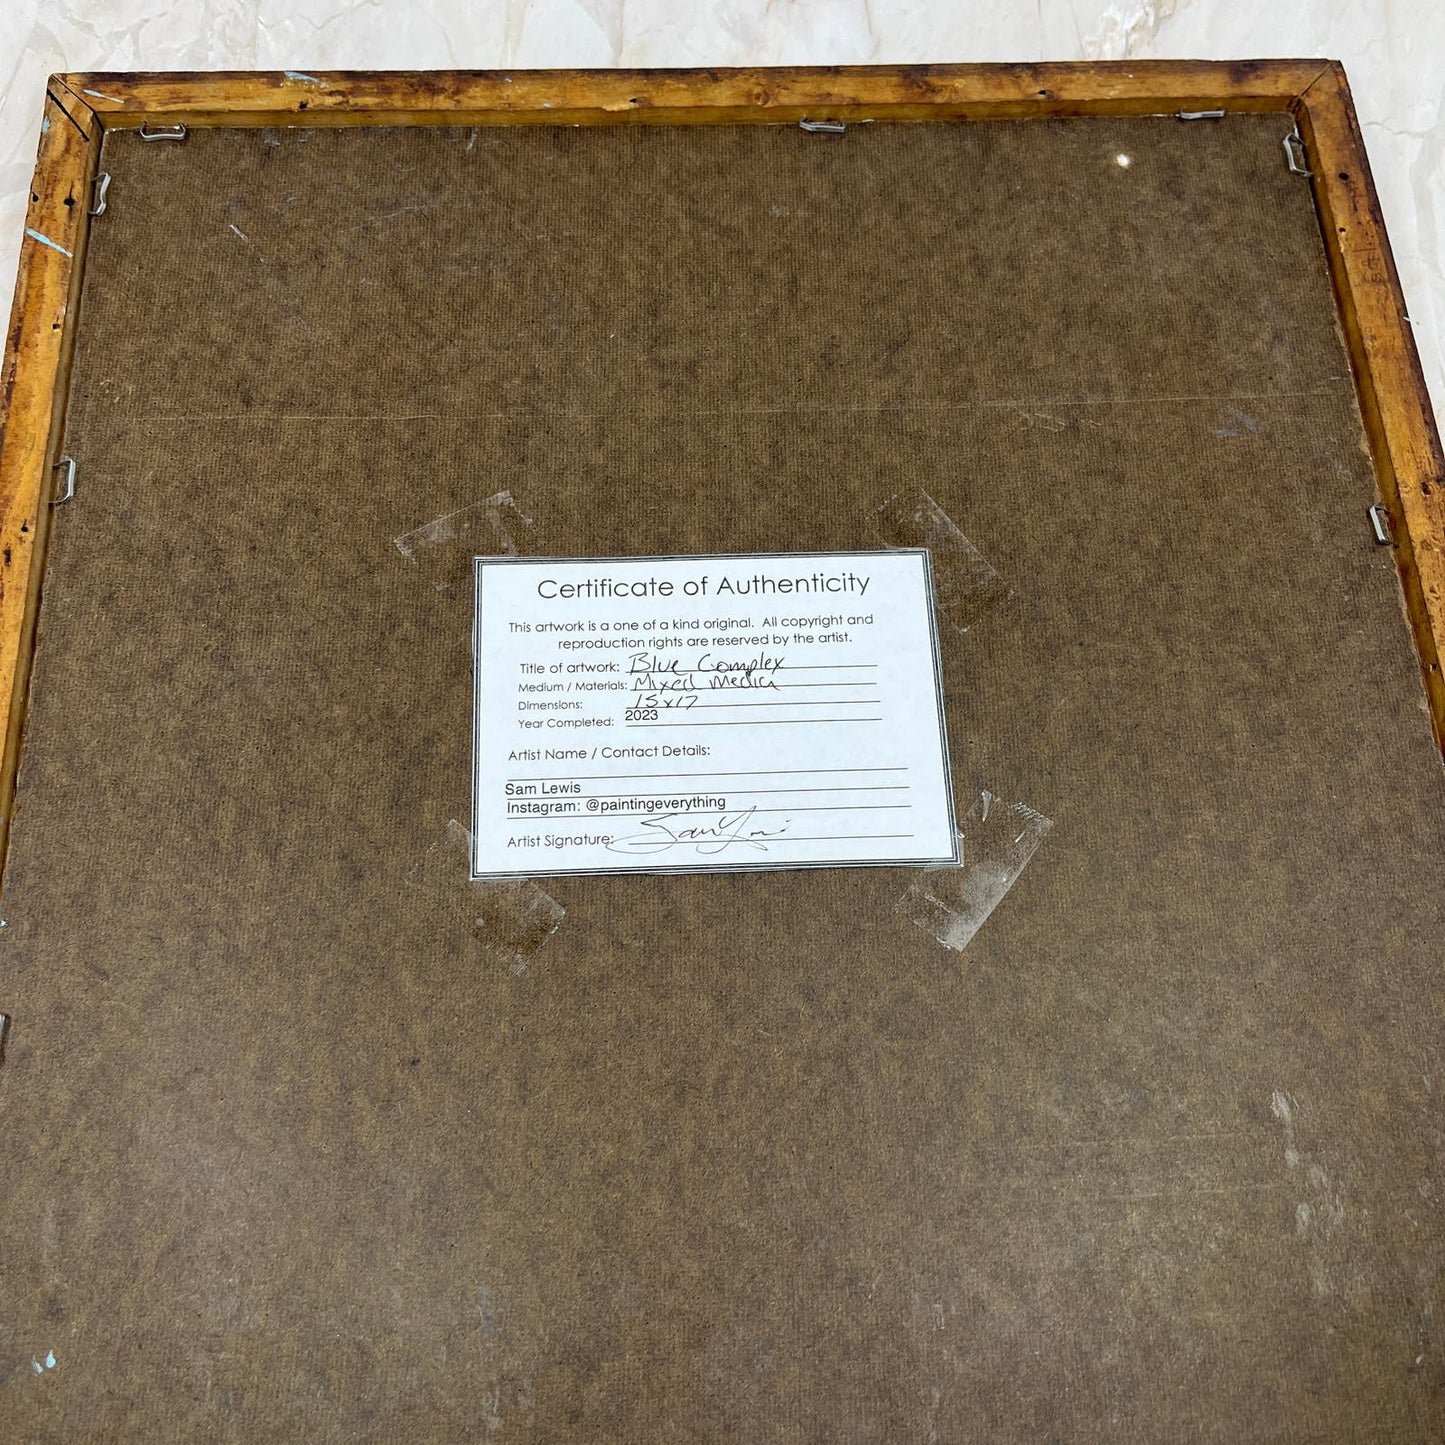 Certificate of Authenticity
This artwork is a one of a kind original. All copyright and
reproduction rights are reserved by the artist.
Title of artwork: Blue Complex
Medium / Materials: Mixed Media
Dimensions: 15x17
Year Completed: 2023
Artist Name / Contact Details:
Sam Lewis
Instagram: @paintingeverything
Artist Signature: